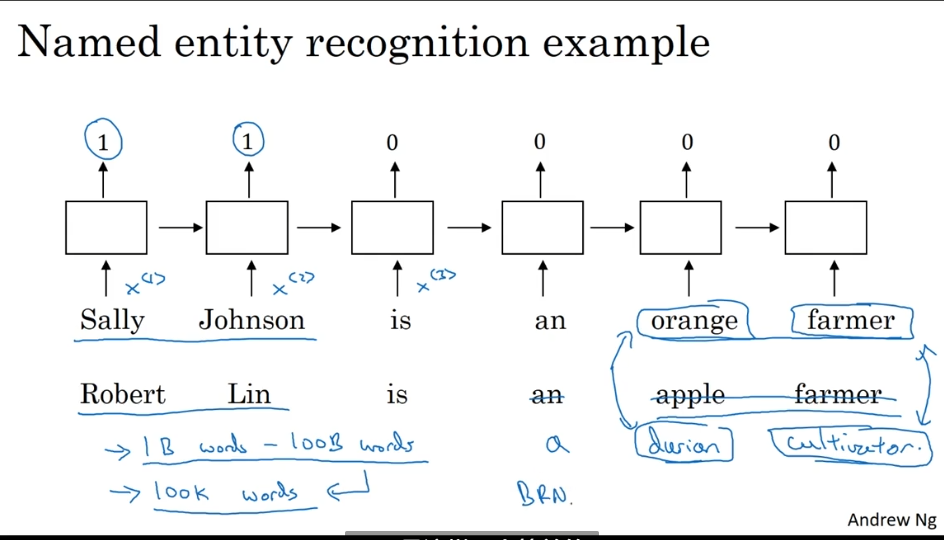 Named entity recognition example
1 1 0 0 0 0
x<1> x<2> x<3>
Sally Johnson is an orange farmer
Robert Lin is an apple farmer
→ 1B words - 100B words a durian cultivator.
→ 100k words BRN.
Andrew Ng